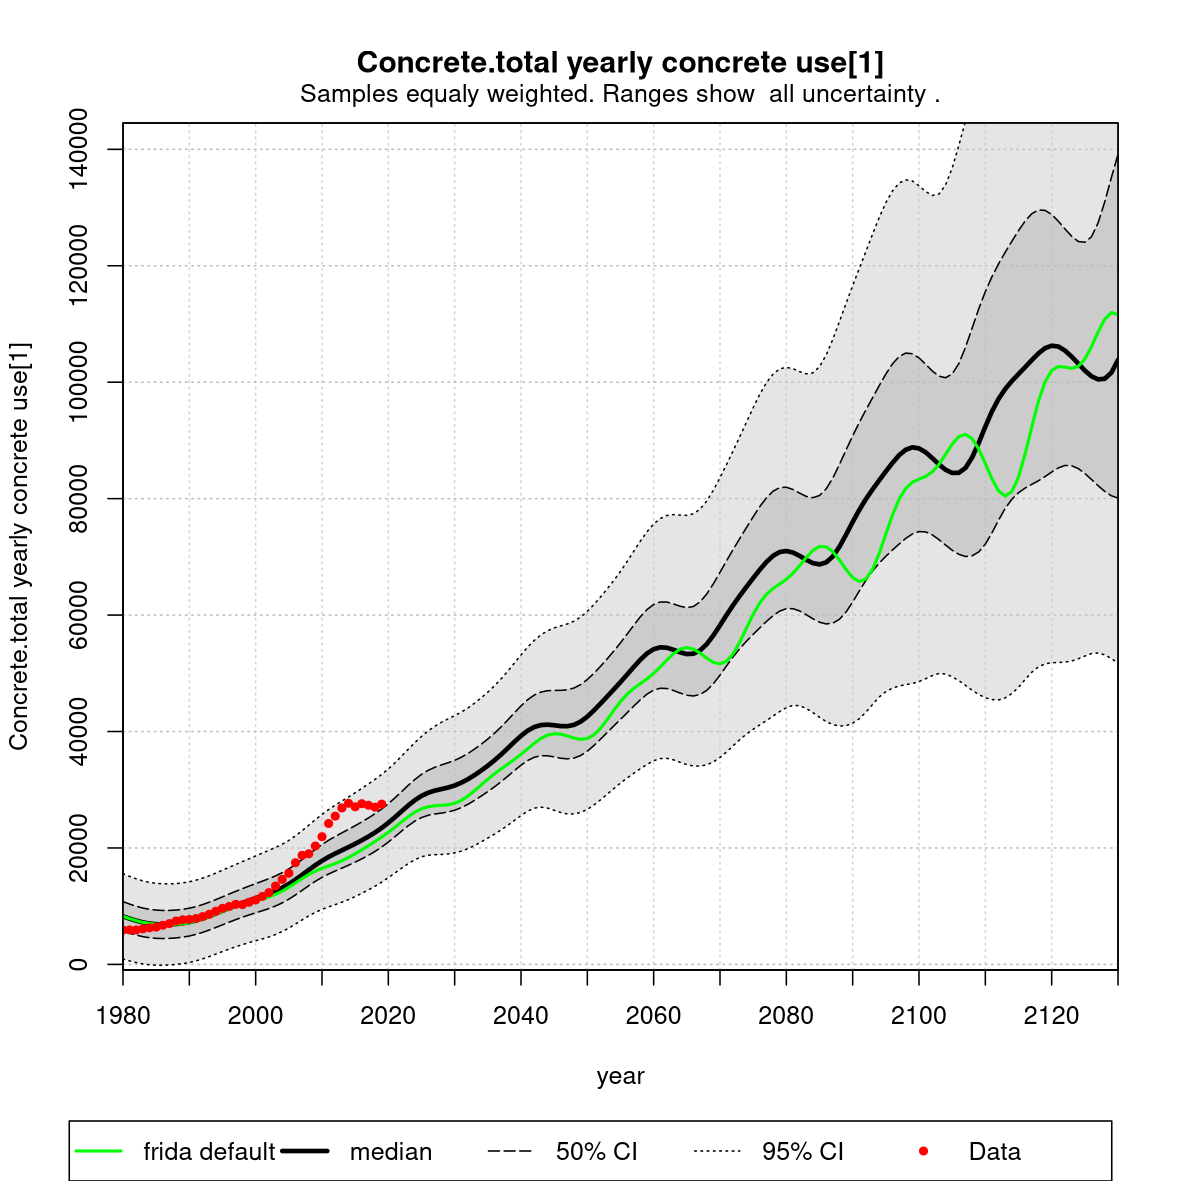 Concrete.total yearly concrete use[1]
Samples equaly weighted. Ranges show  all uncertainty .
Concrete.total yearly concrete use[1]
140000
120000
100000
80000
60000
40000
20000
0
1980 2000 2020 2040 2060 2080 2100 2120
year
frida default median 50% CI 95% CI Data